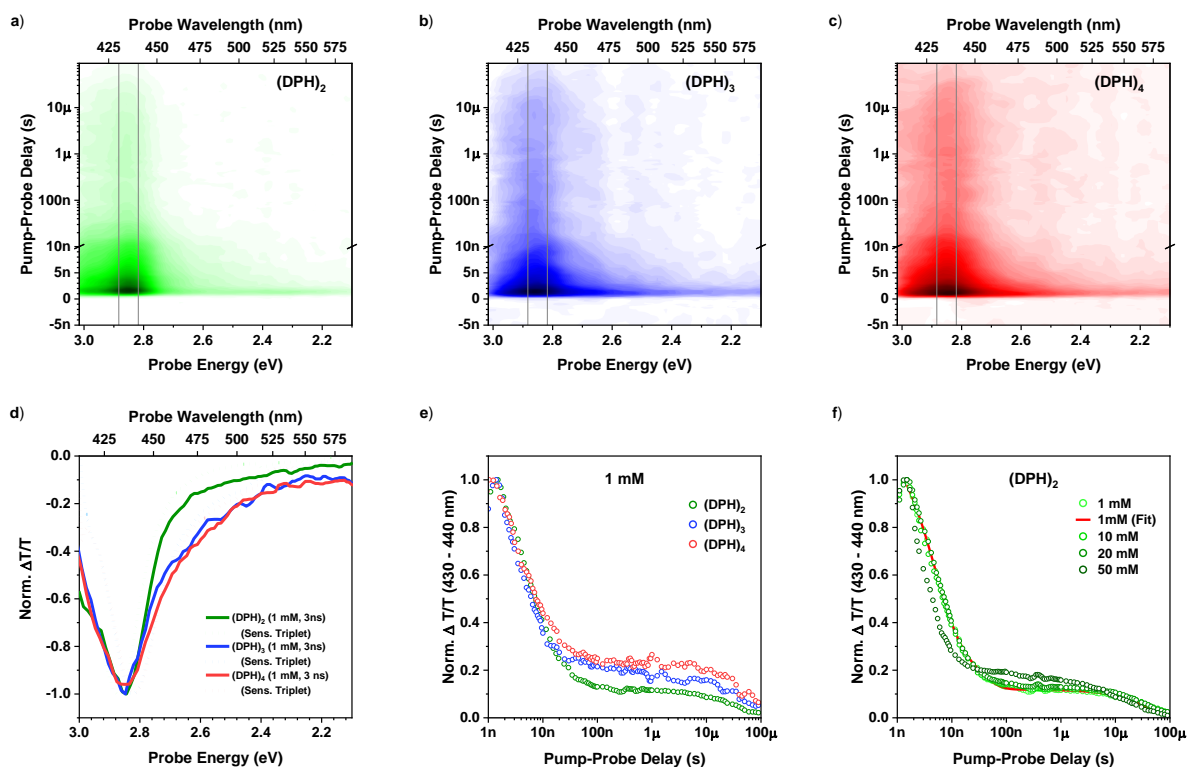 a)
Probe Wavelength (nm)
425 450 475 500 525 550 575
(DPH)2
Pump-Probe Delay (s)
10µ
1µ
100n
10n
5n
0
-5n
3.0 2.8 2.6 2.4 2.2
Probe Energy (eV)
b)
Probe Wavelength (nm)
425 450 475 500 525 550 575
(DPH)3
Pump-Probe Delay (s)
10µ
1µ
100n
10n
5n
0
-5n
3.0 2.8 2.6 2.4 2.2
Probe Energy (eV)
c)
Probe Wavelength (nm)
425 450 475 500 525 550 575
(DPH)4
Pump-Probe Delay (s)
10µ
1µ
100n
10n
5n
0
-5n
3.0 2.8 2.6 2.4 2.2
Probe Energy (eV)
d)
Probe Wavelength (nm)
425 450 475 500 525 550 575
Norm. ΔT/T
0.0
-0.2
-0.4
-0.6
-0.8
-1.0
(DPH)2 (1 mM, 3ns)
(Sens. Triplet)
(DPH)3 (1 mM, 3ns)
(Sens. Triplet)
(DPH)4 (1 mM, 3 ns)
(Sens. Triplet)
3.0 2.8 2.6 2.4 2.2
Probe Energy (eV)
e)
1 mM
Norm. Δ T/T (430 - 440 nm)
1.0
0.8
0.6
0.4
0.2
0.0
(DPH)2
(DPH)3
(DPH)4
1n 10n 100n 1µ 10µ 100µ
Pump-Probe Delay (s)
f)
(DPH)2
Norm. Δ T/T (430 - 440 nm)
1.0
0.8
0.6
0.4
0.2
0.0
1 mM
1mM (Fit)
10 mM
20 mM
50 mM
1n 10n 100n 1µ 10µ 100µ
Pump-Probe Delay (s)